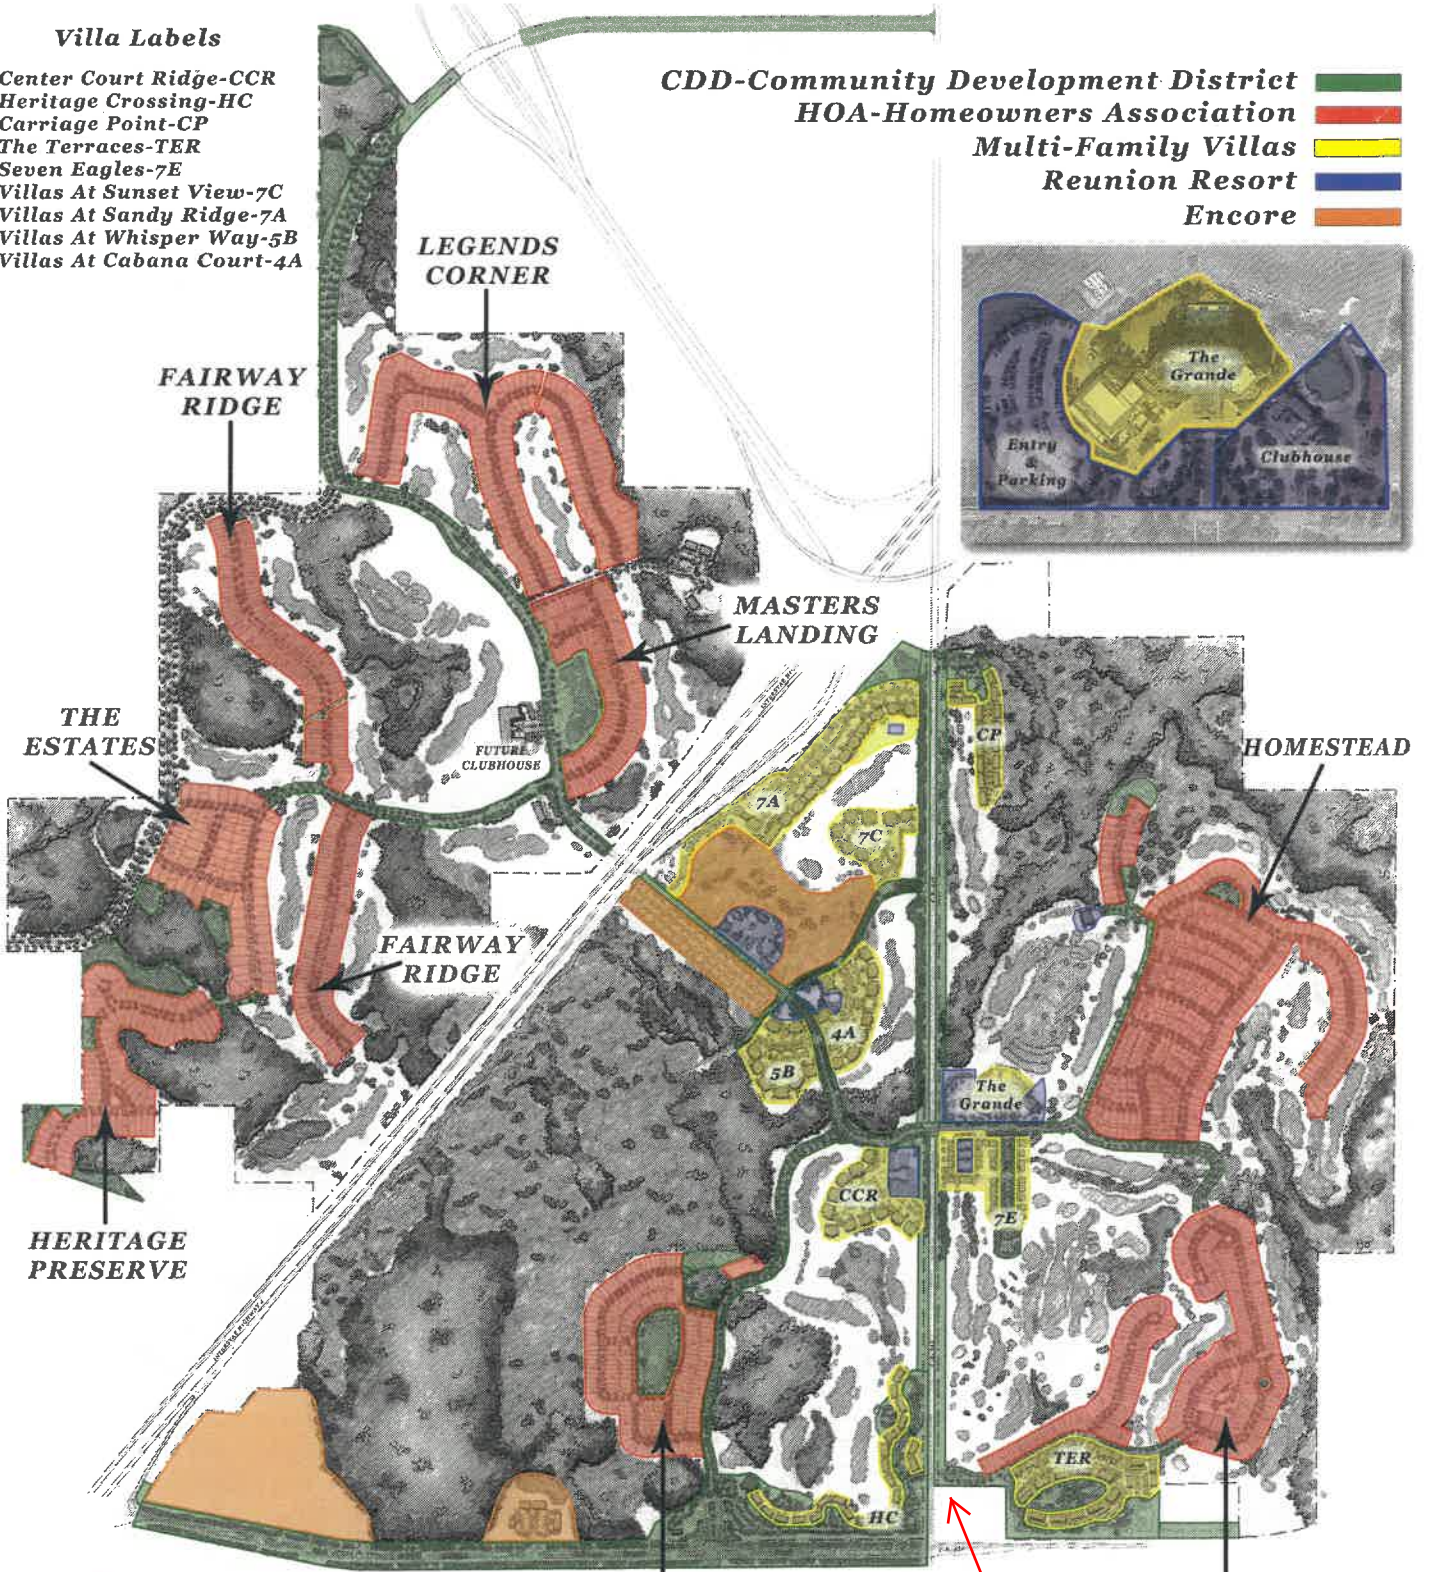 Villa Labels
Center Court Ridge-CCR
Heritage Crossing-HC
Carriage Point-CP
The Terraces-TER
Seven Eagles-7E
Villas At Sunset View-7C
Villas At Sandy Ridge-7A
Villas At Whisper Way-5B
Villas At Cabana Court-4A
CDD-Community Development District
HOA-Homeowners Association
Multi-Family Villas
Reunion Resort
Encore
The
Grande
Entry
&
Parking
Clubhouse
LEGENDS
CORNER
FAIRWAY
RIDGE
MASTERS
LANDING
THE
ESTATES
FUTURE
CLUBHOUSE
CP
HOMESTEAD
7A
7C
FAIRWAY
RIDGE
4A
5B
The
Grande
CCR
7E
HERITAGE
PRESERVE
INTERSTATE HIGHWAY 4
TER
HC